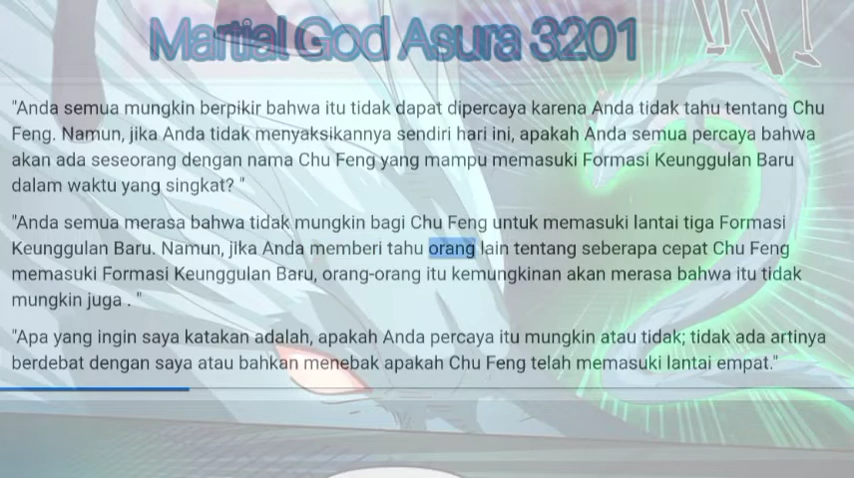 Martial God Asura 3201
"Anda semua mungkin berpikir bahwa itu tidak dapat dipercaya karena Anda tidak tahu tentang Chu
Feng. Namun, jika Anda tidak menyaksikannya sendiri hari ini, apakah Anda semua percaya bahwa
akan ada seseorang dengan nama Chu Feng yang mampu memasuki Formasi Keunggulan Baru
dalam waktu yang singkat? "
"Anda semua merasa bahwa tidak mungkin bagi Chu Feng untuk memasuki lantai tiga Formasi
Keunggulan Baru. Namun, jika Anda memberi tahu orang lain tentang seberapa cepat Chu Feng
memasuki Formasi Keunggulan Baru, orang-orang itu kemungkinan akan merasa bahwa itu tidak
mungkin juga . "
"Apa yang ingin saya katakan adalah, apakah Anda percaya itu mungkin atau tidak; tidak ada artinya
berdebat dengan saya atau bahkan menebak apakah Chu Feng telah memasuki lantai empat."